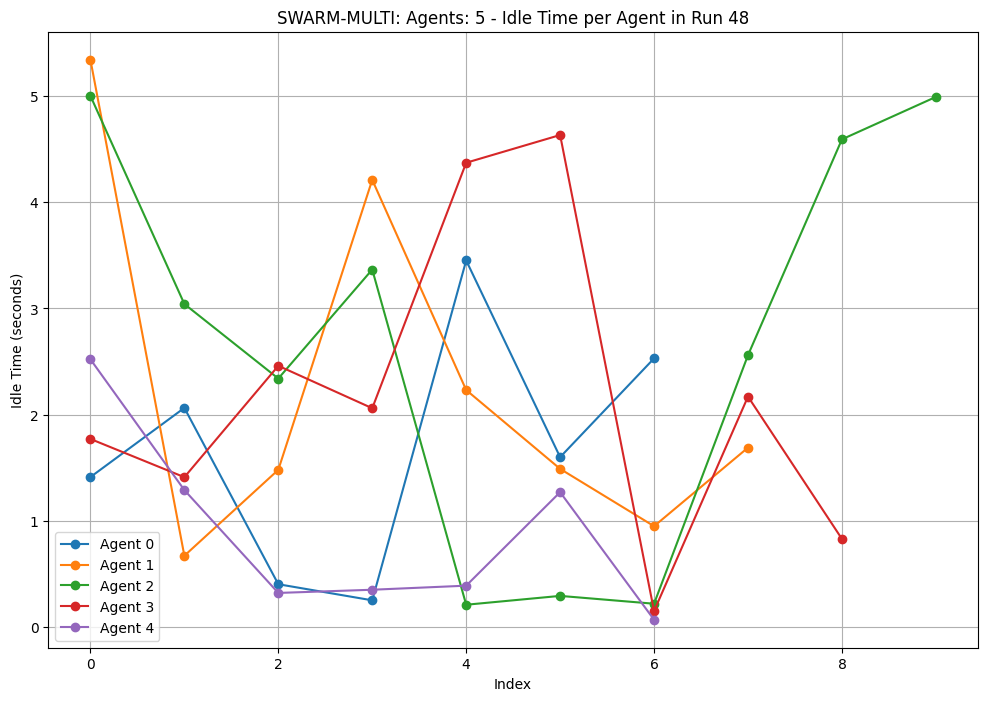 SWARM-MULTI: Agents: 5 - Idle Time per Agent in Run 48
Idle Time (seconds)
5
4
3
2
1
0
Agent 0
Agent 1
Agent 2
Agent 3
Agent 4
0
2
4
6
8
Index